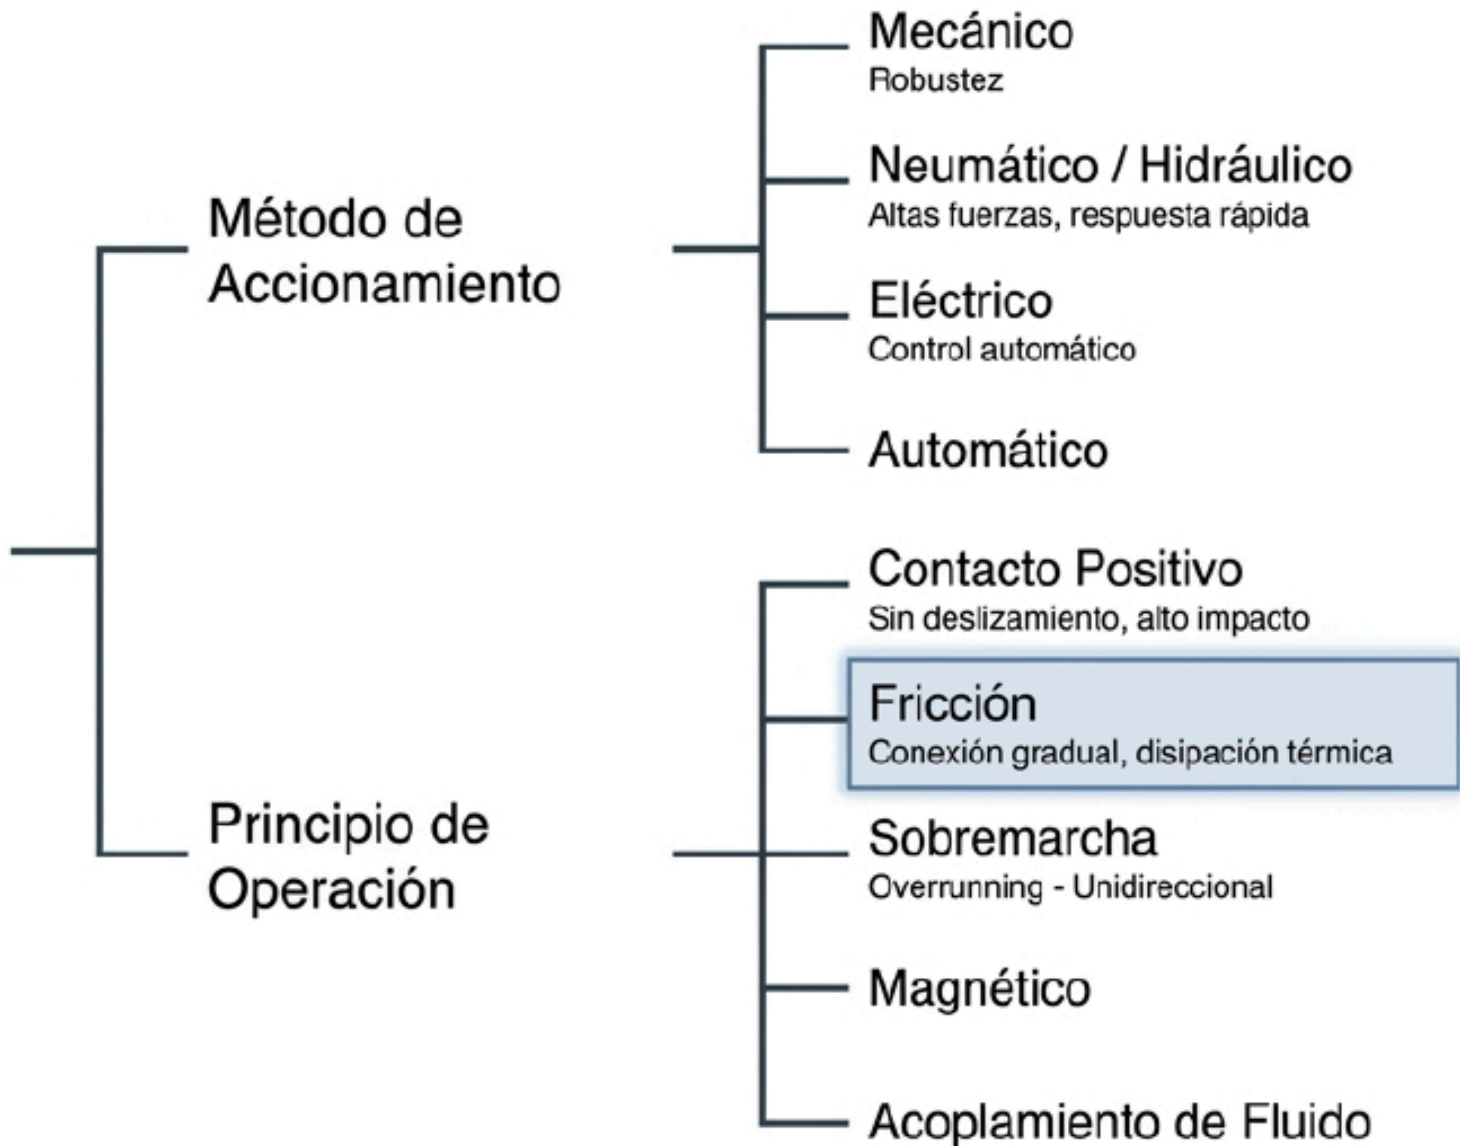 Método de
Accionamiento
Mecánico
Robustez
Neumático / Hidráulico
Altas fuerzas, respuesta rápida
Eléctrico
Control automático
Automático
Principio de
Operación
Contacto Positivo
Sin deslizamiento, alto impacto
Fricción
Conexión gradual, disipación térmica
Sobremarcha
Overrunning - Unidireccional
Magnético
Acoplamiento de Fluido